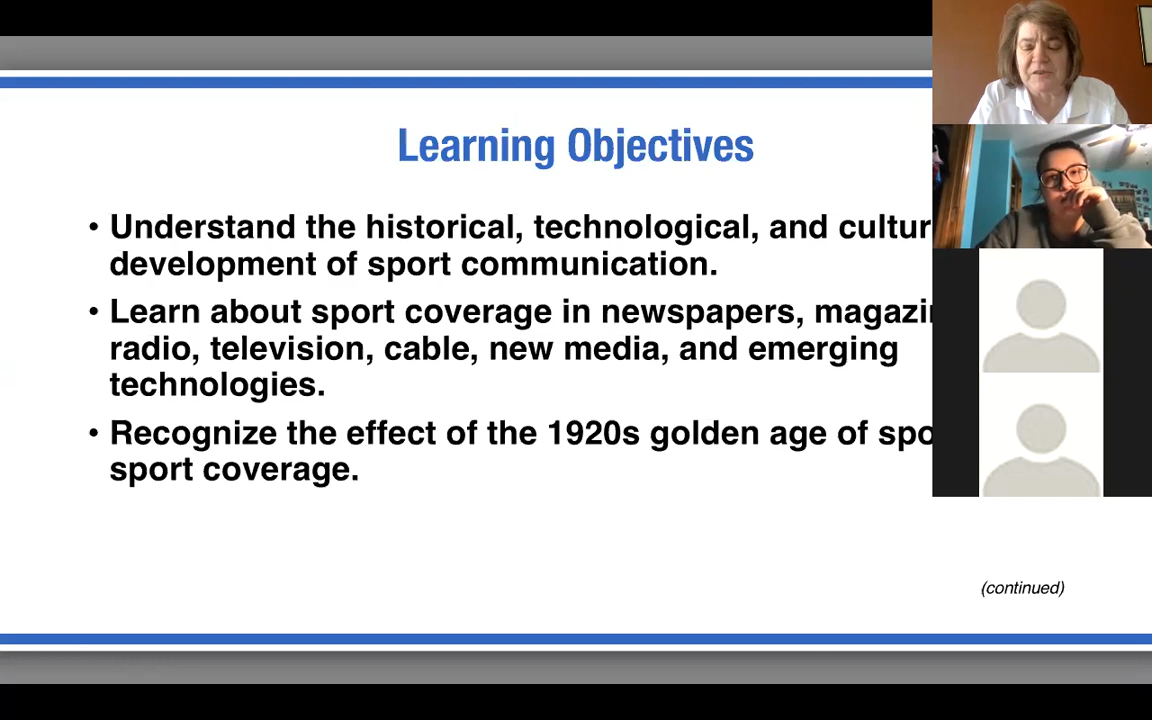 Learning Objectives
• Understand the historical, technological, and cultur
development of sport communication.
• Learn about sport coverage in newspapers, magazi
radio, television, cable, new media, and emerging
technologies.
• Recognize the effect of the 1920s golden age of spo
sport coverage.
(continued)